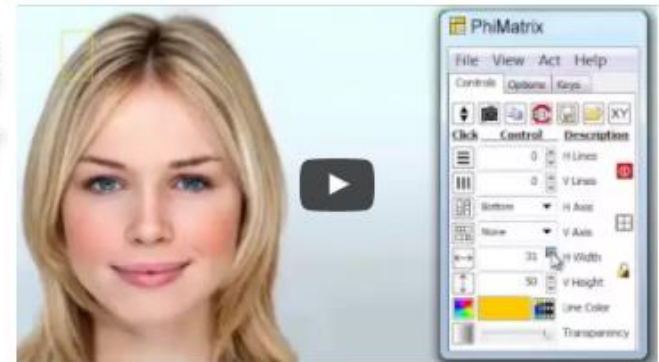 PhiMatrix
File View Act Help
Controls Options Keys
XY
Click Control Description
0 H Lines
0 V Lines
Bottom H Axis
None V Axis
31 H Width
50 V Height
Line Color
Transparency